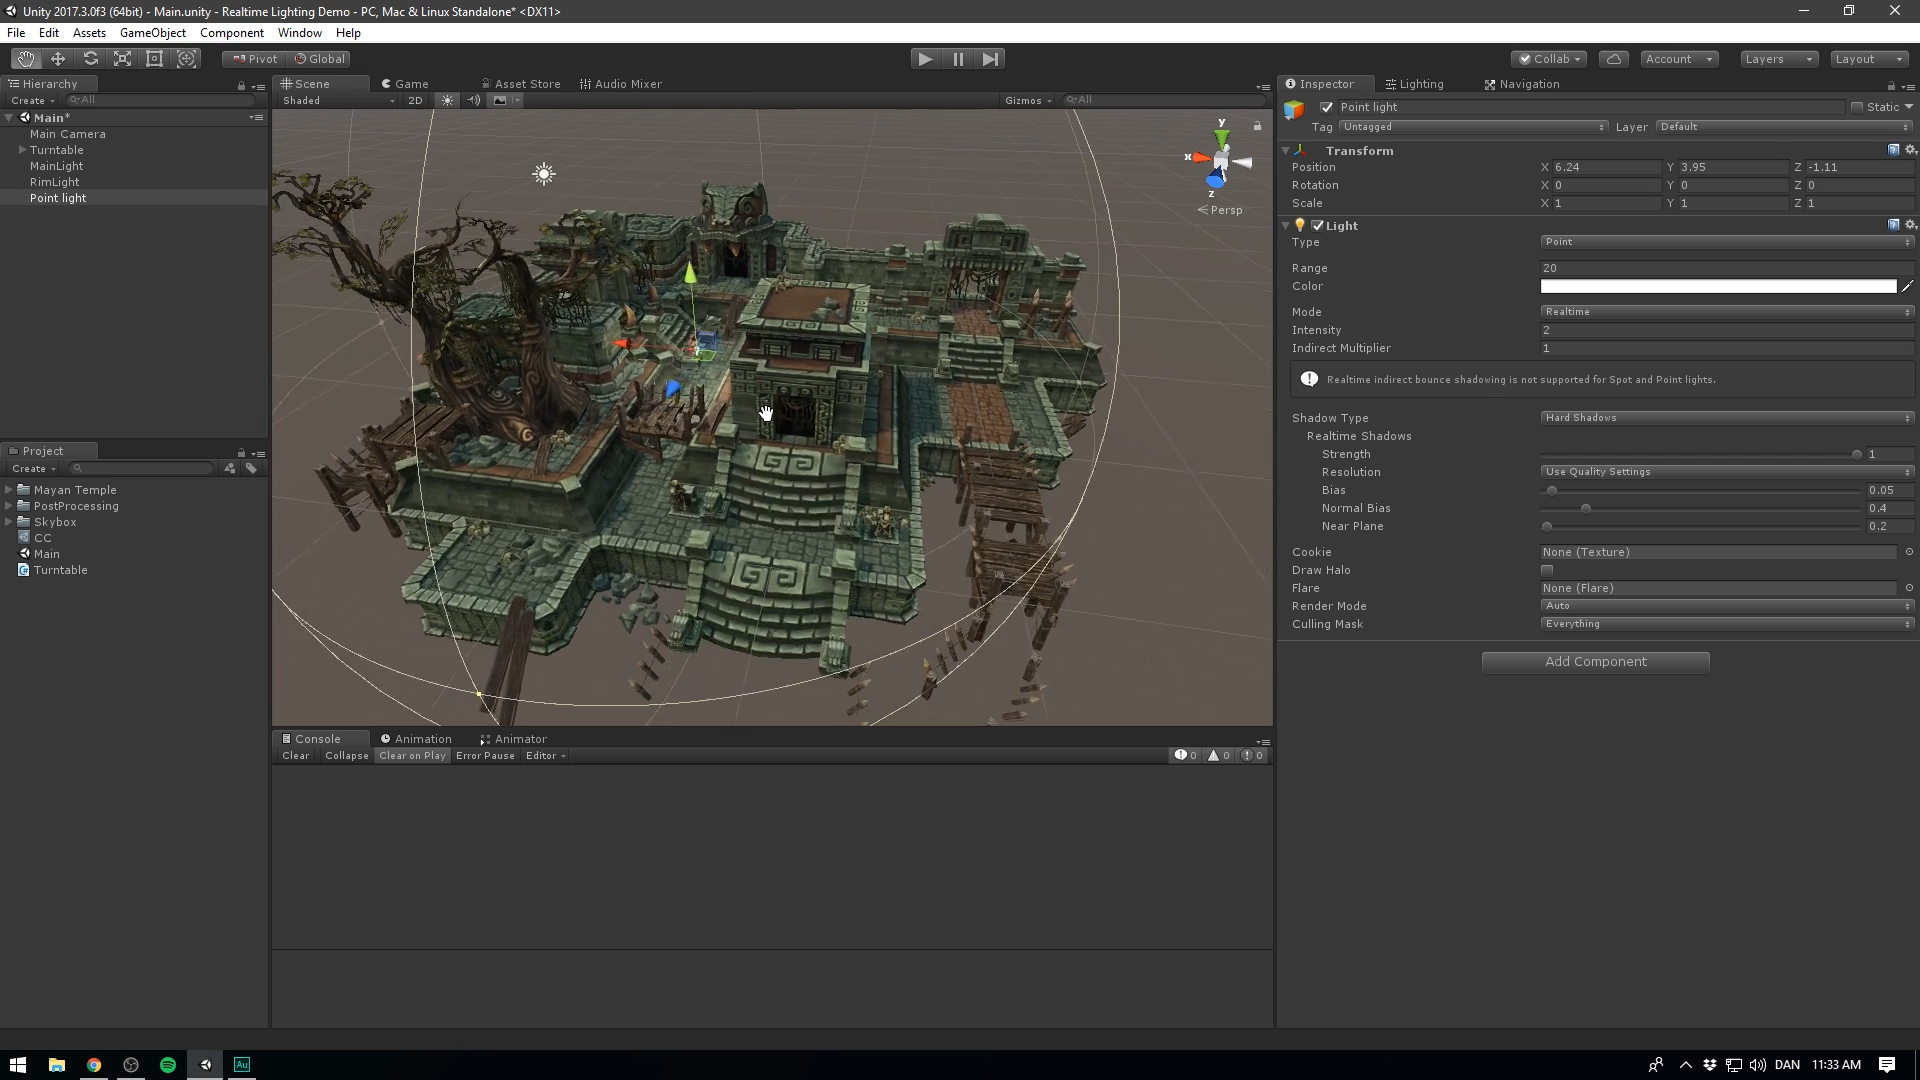 Unity 2017.3.0f3 (64bit) - Main.unity - Realtime Lighting Demo - PC, Mac & Linux Standalone* <DX11>
File Edit Assets GameObject Component Window Help
Pivot Global Collab Account Layers Layout
Hierarchy
Create All
Main*
Main Camera
Turntable
MainLight
RimLight
Point light
Project
Create
Mayan Temple
PostProcessing
Skybox
CC
Main
Turntable
Scene Game Asset Store Audio Mixer
Shaded 2D Gizmos All
y
x
z
Persp
Console Animation Animator
Clear Collapse Clear on Play Error Pause Editor 0 0 0
Inspector Lighting Navigation
Point light Static
Tag Untagged Layer Default
Transform
Position X 6.24 Y 3.95 Z -1.11
Rotation X 0 Y 0 Z 0
Scale X 1 Y 1 Z 1
Light
Type Point
Range 20
Color
Mode Realtime
Intensity 2
Indirect Multiplier 1
Realtime indirect bounce shadowing is not supported for Spot and Point lights.
Shadow Type Hard Shadows
Realtime Shadows
Strength 1
Resolution Use Quality Settings
Bias 0.05
Normal Bias 0.4
Near Plane 0.2
Cookie None (Texture)
Draw Halo
Flare None (Flare)
Render Mode Auto
Culling Mask Everything
Add Component
Au
DAN 11:33 AM